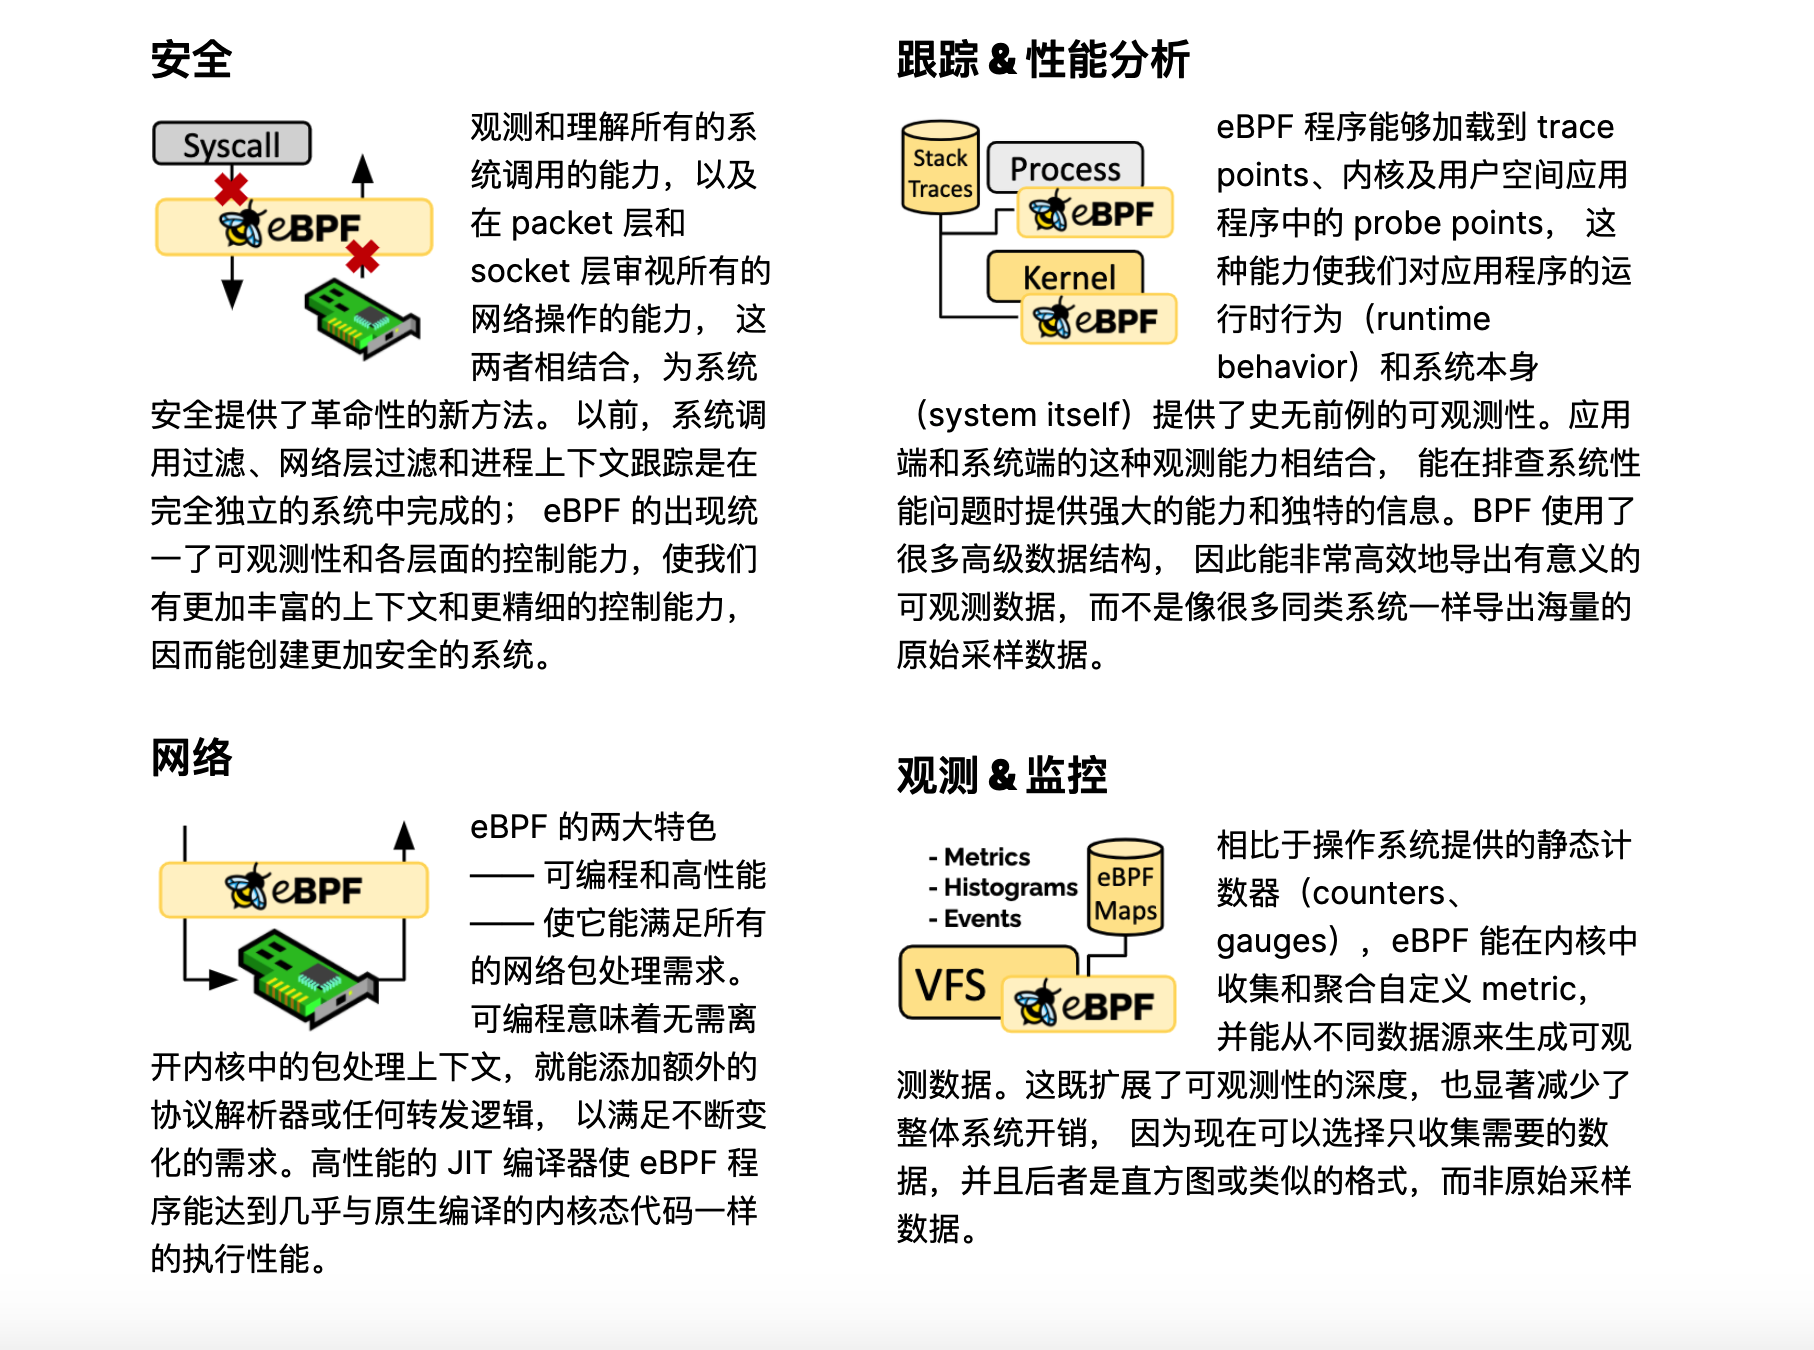 安全
Syscall
eBPF
观测和理解所有的系
统调用的能力，以及
在 packet 层和
socket 层审视所有的
网络操作的能力， 这
两者相结合，为系统
安全提供了革命性的新方法。 以前，系统调
用过滤、网络层过滤和进程上下文跟踪是在
完全独立的系统中完成的； eBPF 的出现统
一了可观测性和各层面的控制能力，使我们
有更加丰富的上下文和更精细的控制能力，
因而能创建更加安全的系统。
跟踪 & 性能分析
Stack
Traces
Process
eBPF
Kernel
eBPF
eBPF 程序能够加载到 trace
points、内核及用户空间应用
程序中的 probe points， 这
种能力使我们对应用程序的运
行时行为（runtime
behavior）和系统本身
（system itself）提供了史无前例的可观测性。应用
端和系统端的这种观测能力相结合， 能在排查系统性
能问题时提供强大的能力和独特的信息。BPF 使用了
很多高级数据结构， 因此能非常高效地导出有意义的
可观测数据，而不是像很多同类系统一样导出海量的
原始采样数据。
网络
eBPF
eBPF 的两大特色
—— 可编程和高性能
—— 使它能满足所有
的网络包处理需求。
可编程意味着无需离
开内核中的包处理上下文，就能添加额外的
协议解析器或任何转发逻辑， 以满足不断变
化的需求。高性能的 JIT 编译器使 eBPF 程
序能达到几乎与原生编译的内核态代码一样
的执行性能。
观测 & 监控
- Metrics
- Histograms
- Events
eBPF
Maps
VFS
eBPF
相比于操作系统提供的静态计
数器（counters、
gauges），eBPF 能在内核中
收集和聚合自定义 metric，
并能从不同数据源来生成可观
测数据。这既扩展了可观测性的深度，也显著减少了
整体系统开销， 因为现在可以选择只收集需要的数
据，并且后者是直方图或类似的格式，而非原始采样
数据。